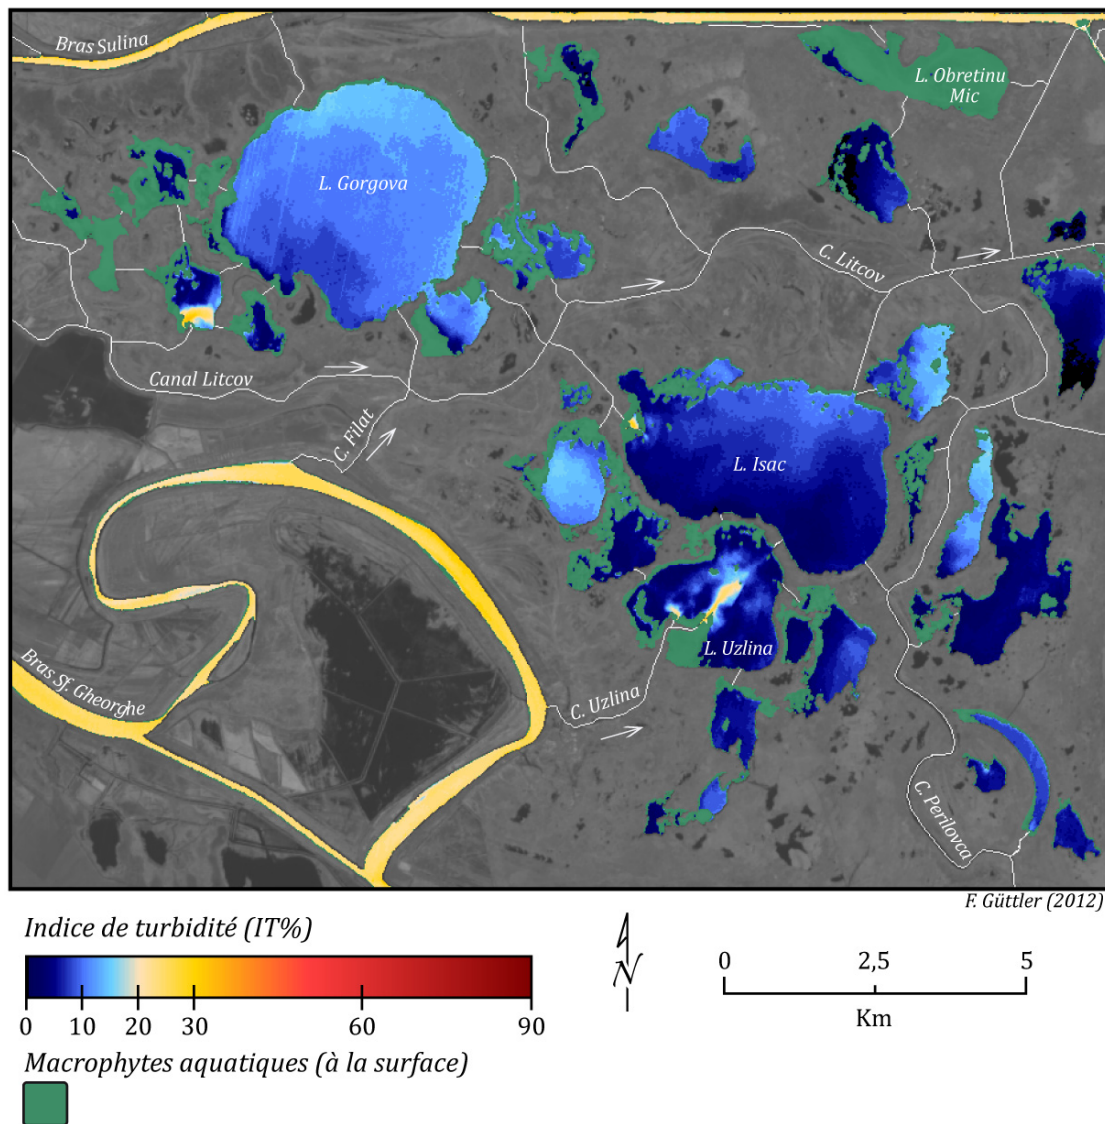 Bras Sulina
L. Obretinu
Mic
L. Gorgova
C. Litcov
Canal Litcov
C. Filat
L. Isac
L. Uzlina
Bras Sf. Gheorghe
C. Uzlina
C. Perilovca
F. Güttler (2012)
Indice de turbidité (IT%)
0 10 20 30 60 90
Macrophytes aquatiques (à la surface)
N
0 2,5 5
Km